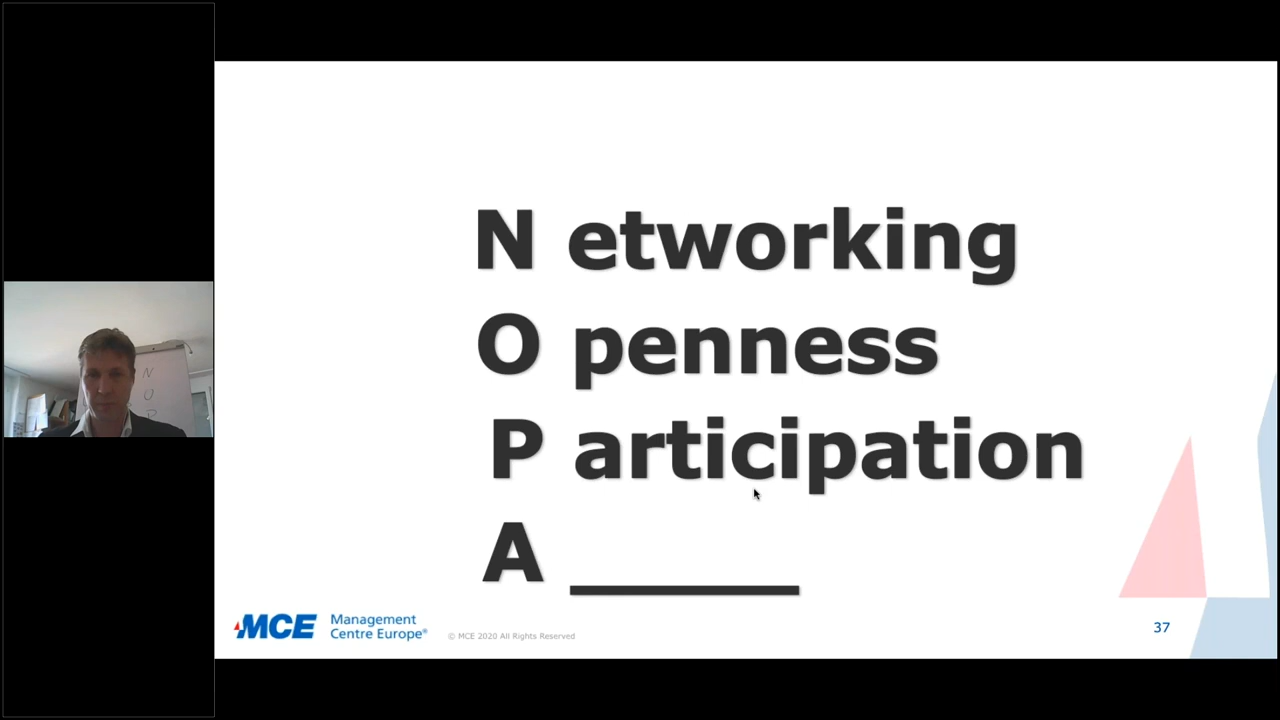 N etworking
O penness
P articipation
A ______
N
O
P
MCE Management
Centre Europe®
© MCE 2020 All Rights Reserved
37